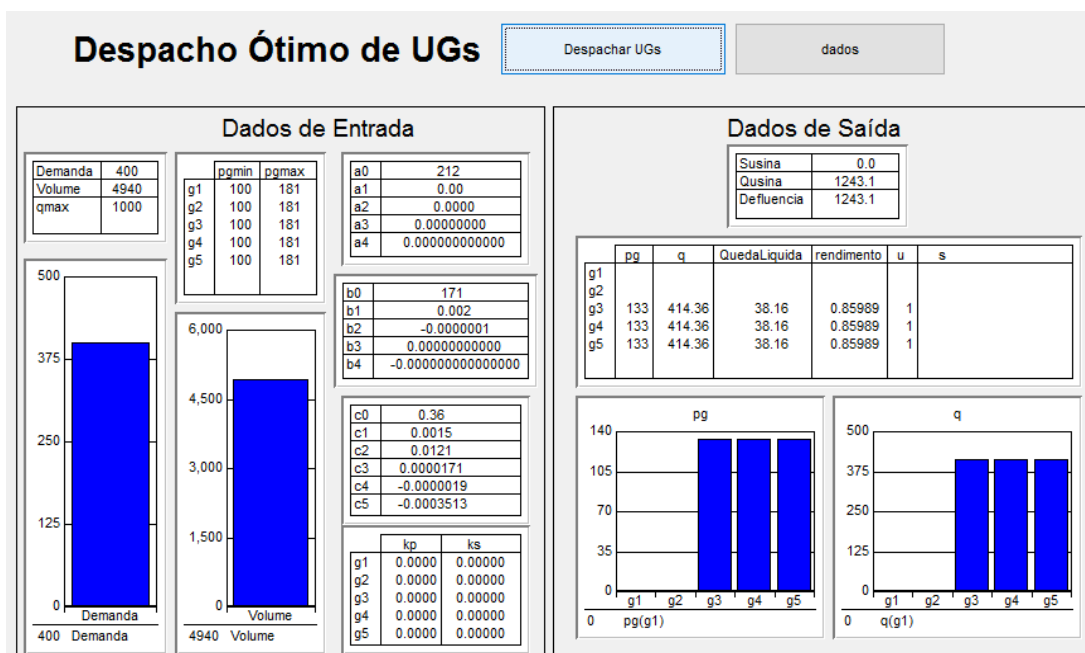 Despacho Ótimo de UGs
Despachar UGs
dados
Dados de Entrada
Demanda 400
Volume 4940
qmax 1000
pgmin pgmax
g1 100 181
g2 100 181
g3 100 181
g4 100 181
g5 100 181
a0 212
a1 0.00
a2 0.0000
a3 0.00000000
a4 0.000000000000
500
375
250
125
0
Demanda
400 Demanda
6,000
4,500
3,000
1,500
0
Volume
4940 Volume
b0 171
b1 0.002
b2 -0.0000001
b3 0.00000000000
b4 -0.000000000000000
c0 0.36
c1 0.0015
c2 0.0121
c3 0.0000171
c4 -0.0000019
c5 -0.0003513
kp ks
g1 0.0000 0.00000
g2 0.0000 0.00000
g3 0.0000 0.00000
g4 0.0000 0.00000
g5 0.0000 0.00000
Dados de Saída
Susina 0.0
Qusina 1243.1
Defluencia 1243.1
pg q QuedaLiquida rendimento u s
g1
g2
g3 133 414.36 38.16 0.85989 1
g4 133 414.36 38.16 0.85989 1
g5 133 414.36 38.16 0.85989 1
pg
140
105
70
35
0
g1 g2 g3 g4 g5
0 pg(g1)
q
500
375
250
125
0
g1 g2 g3 g4 g5
0 q(g1)